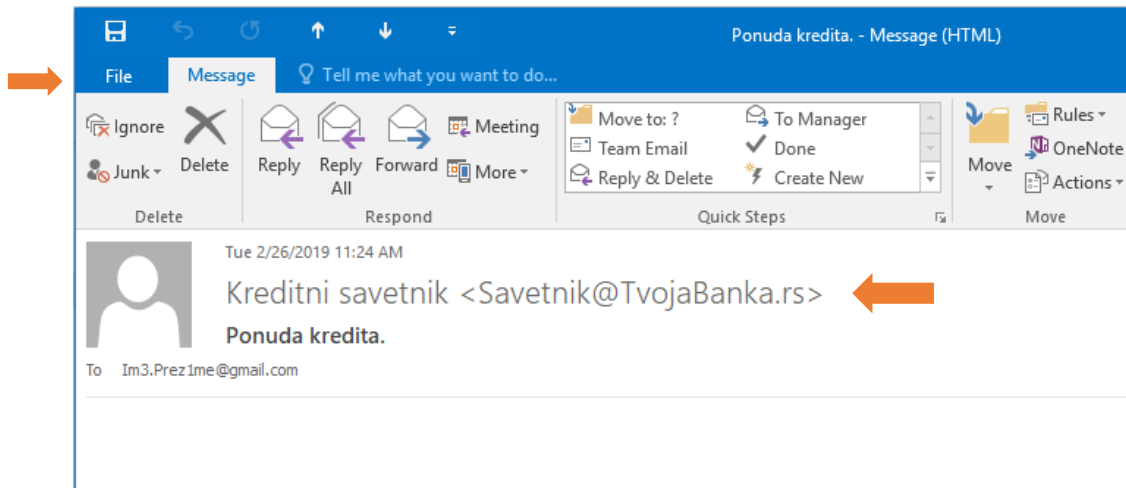 Ponuda kredita. - Message (HTML)
File Message Tell me what you want to do...
Ignore
Junk
Delete
Reply
Reply All
Forward
Meeting
More
Move to: ?
Team Email
Reply & Delete
To Manager
Done
Create New
Move
Rules
OneNote
Actions
Delete Respond Quick Steps Move
Tue 2/26/2019 11:24 AM
Kreditni savetnik <Savetnik@TvojaBanka.rs>
Ponuda kredita.
To Im3.Prez1me@gmail.com